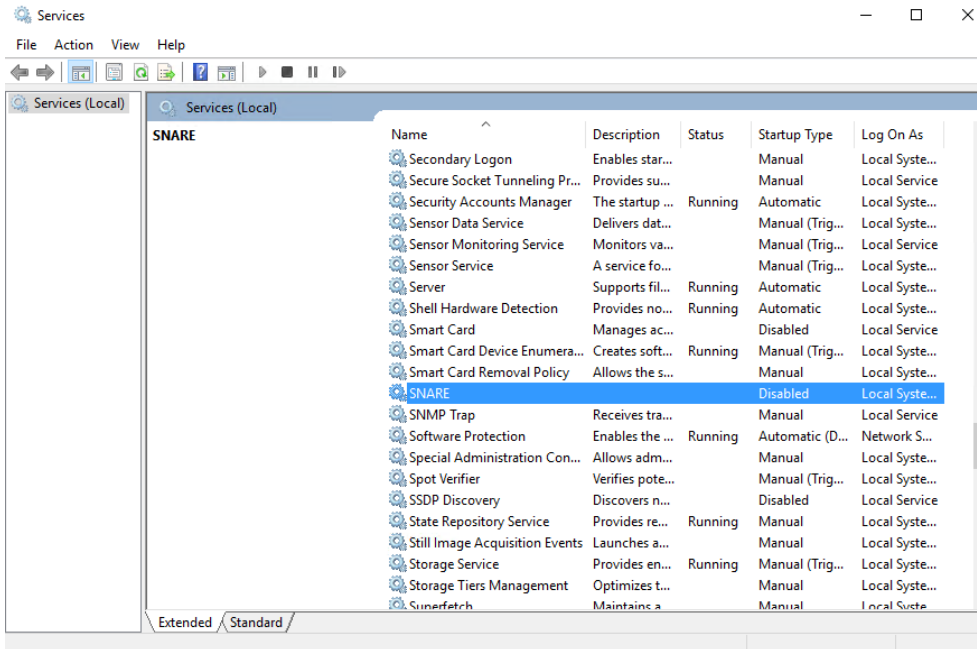 Services
File Action View Help
Services (Local)
Services (Local)
SNARE
Name Description Status Startup Type Log On As
Secondary Logon Enables star... Manual Local Syste...
Secure Socket Tunneling Pr... Provides su... Manual Local Service
Security Accounts Manager The startup ... Running Automatic Local Syste...
Sensor Data Service Delivers dat... Manual (Trig... Local Syste...
Sensor Monitoring Service Monitors va... Manual (Trig... Local Service
Sensor Service A service fo... Manual (Trig... Local Syste...
Server Supports fil... Running Automatic Local Syste...
Shell Hardware Detection Provides no... Running Automatic Local Syste...
Smart Card Manages ac... Disabled Local Service
Smart Card Device Enumera... Creates soft... Running Manual (Trig... Local Syste...
Smart Card Removal Policy Allows the s... Manual Local Syste...
SNARE Disabled Local Syste...
SNMP Trap Receives tra... Manual Local Service
Software Protection Enables the ... Running Automatic (D... Network S...
Special Administration Con... Allows adm... Manual Local Syste...
Spot Verifier Verifies pote... Manual (Trig... Local Syste...
SSDP Discovery Discovers n... Disabled Local Service
State Repository Service Provides re... Running Manual Local Syste...
Still Image Acquisition Events Launches a... Manual Local Syste...
Storage Service Provides en... Running Manual (Trig... Local Syste...
Storage Tiers Management Optimizes t... Manual Local Syste...
Superfetch Maintains a Manual Local Syste
Extended Standard